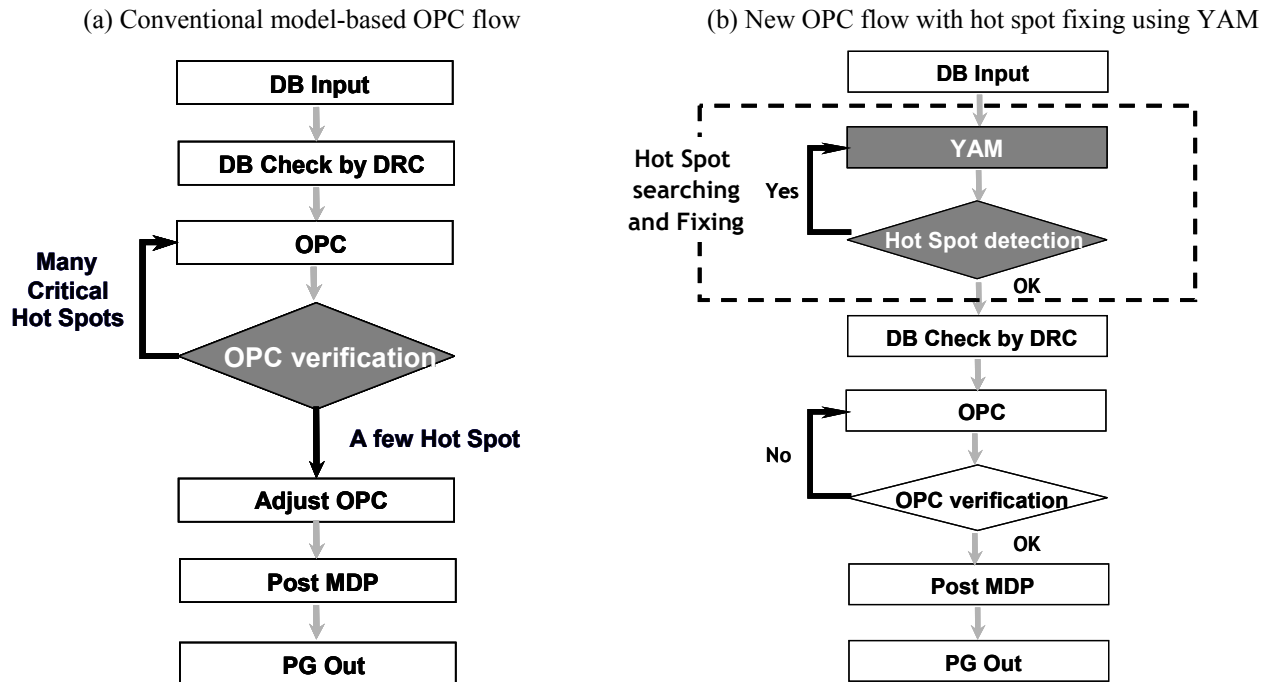 (a) Conventional model-based OPC flow
DB Input
DB Check by DRC
OPC
Many
Critical
Hot Spots
OPC verification
A few Hot Spot
Adjust OPC
Post MDP
PG Out
(b) New OPC flow with hot spot fixing using YAM
DB Input
YAM
Hot Spot
searching
and Fixing
Yes
Hot Spot detection
OK
DB Check by DRC
OPC
No
OPC verification
OK
Post MDP
PG Out